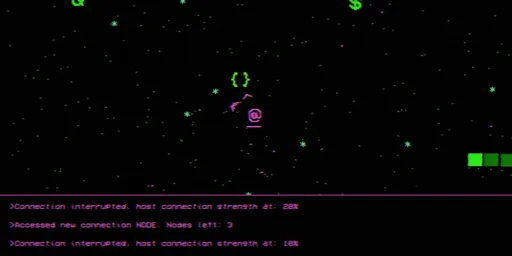 &
$
{}
@
>Connection interrupted, host connection strength at: 20%
>Accessed new connection NODE. Nodes left: 3
>Connection interrupted, host connection strength at: 10%